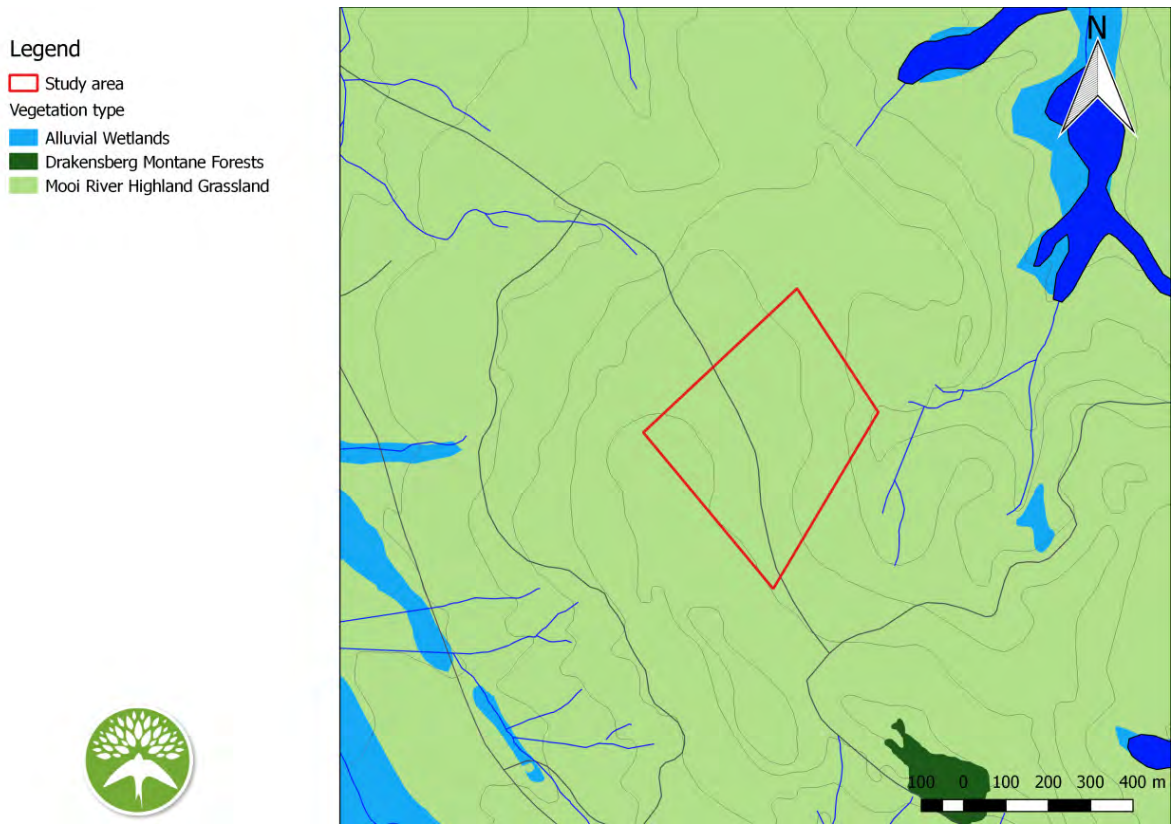 Legend
Study area
Vegetation type
Alluvial Wetlands
Drakensberg Montane Forests
Mooi River Highland Grassland
N
100 0 100 200 300 400 m